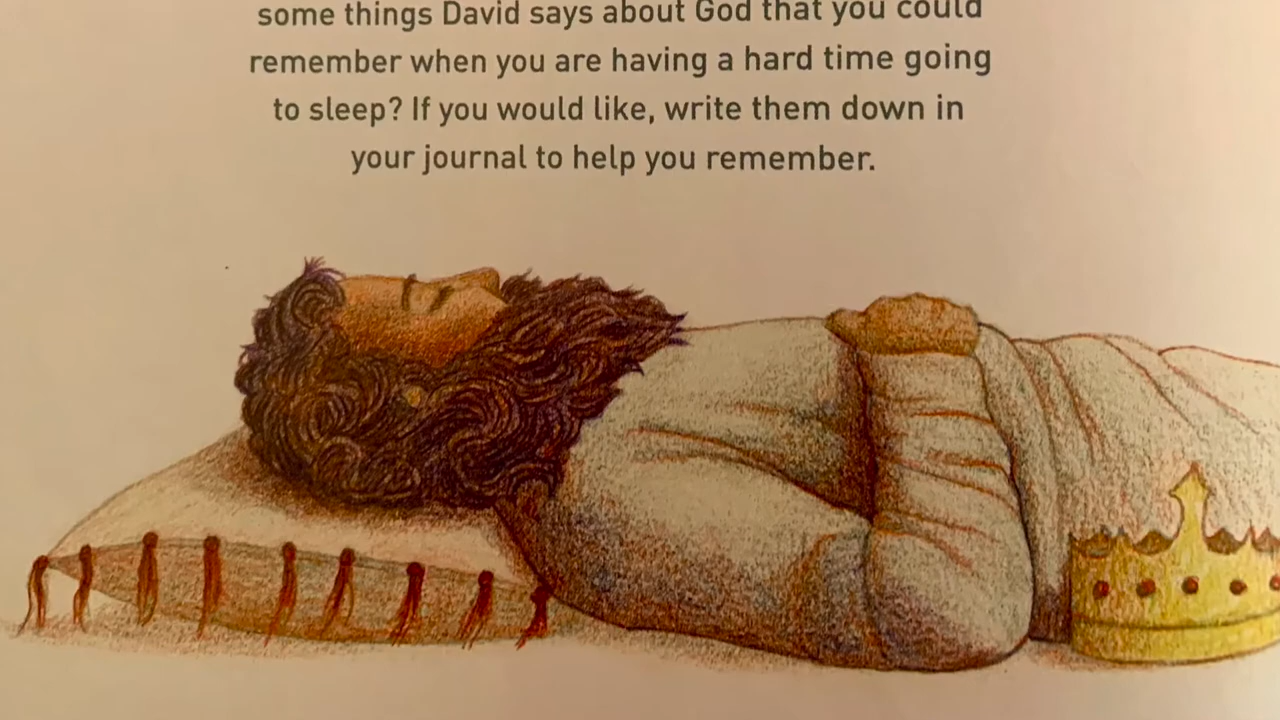 some things David says about God that you could
remember when you are having a hard time going
to sleep? If you would like, write them down in
your journal to help you remember.